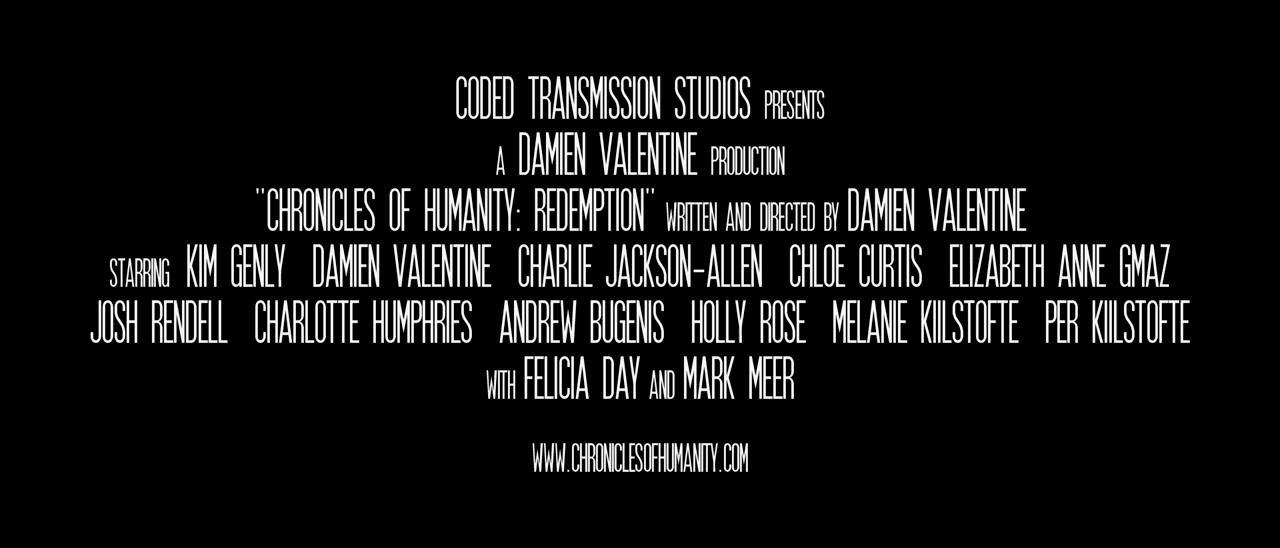 CODED TRANSMISSION STUDIOS PRESENTS
A DAMIEN VALENTINE PRODUCTION
"CHRONICLES OF HUMANITY: REDEMPTION" WRITTEN AND DIRECTED BY DAMIEN VALENTINE
STARRING KIM GENLY DAMIEN VALENTINE CHARLIE JACKSON-ALLEN CHLOE CURTIS ELIZABETH ANNE GMAZ
JOSH RENDELL CHARLOTTE HUMPHRIES ANDREW BUGENIS HOLLY ROSE MELANIE KIILSTOFTE PER KIILSTOFTE
WITH FELICIA DAY AND MARK MEER
WWW.CHRONICLESOFHUMANITY.COM